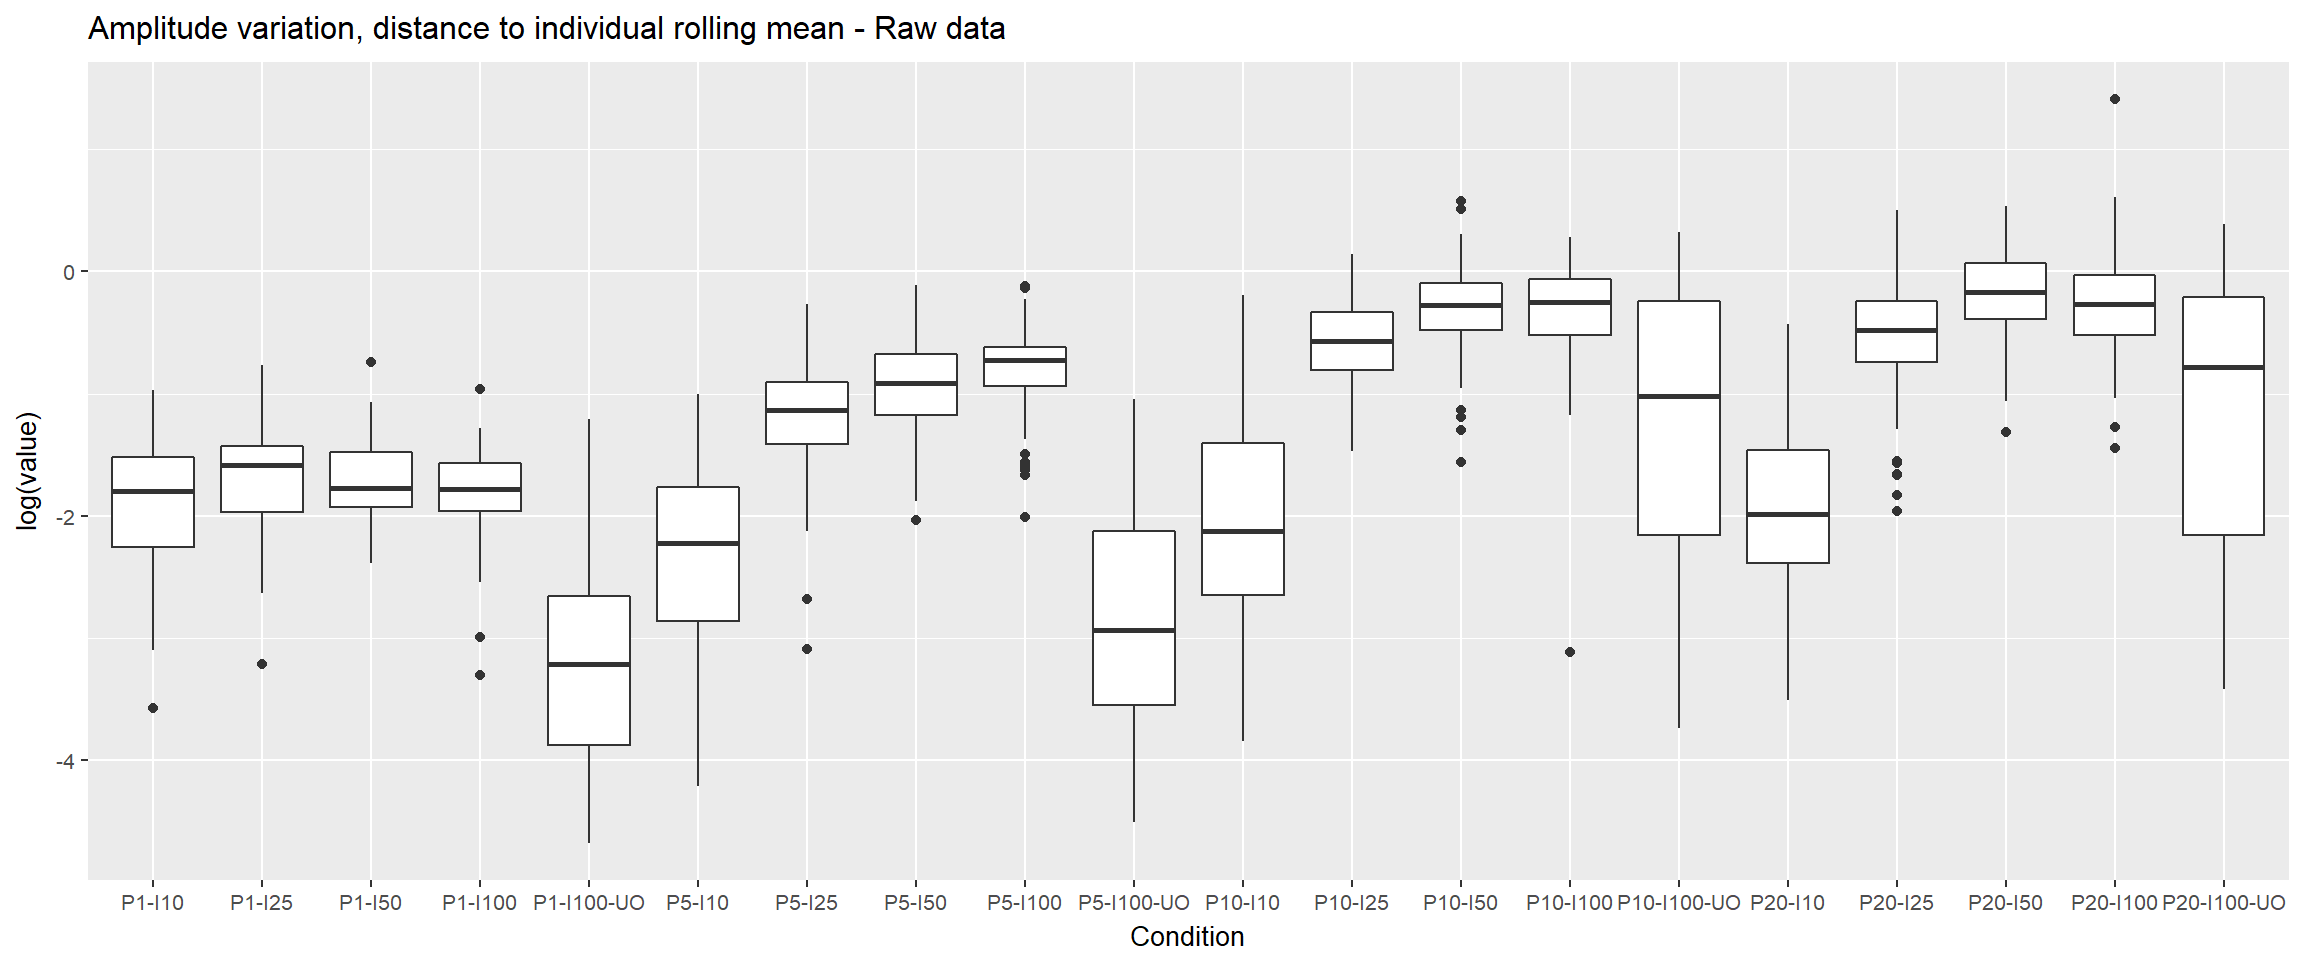 Amplitude variation, distance to individual rolling mean - Raw data
log(value)
0
-2
-4
P1-I10 P1-I25 P1-I50 P1-I100 P1-I100-UO P5-I10 P5-I25 P5-I50 P5-I100 P5-I100-UO P10-I10 P10-I25 P10-I50 P10-I100 P10-I100-UO P20-I10 P20-I25 P20-I50 P20-I100 P20-I100-UO
Condition